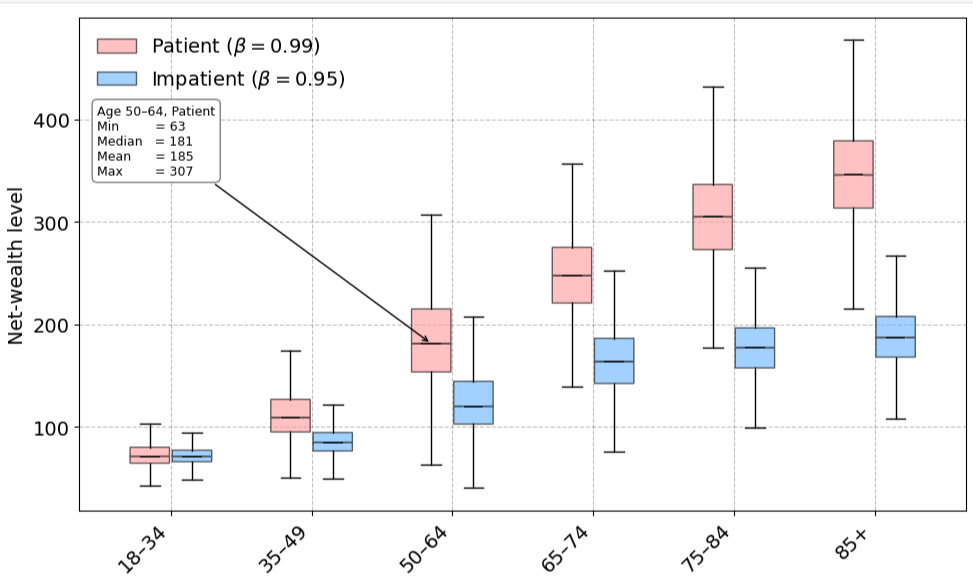 Patient (β = 0.99)
Impatient (β = 0.95)
Age 50–64, Patient
Min = 63
Median = 181
Mean = 185
Max = 307
Net-wealth level
400
300
200
100
18–34
35–49
50–64
65–74
75–84
85+